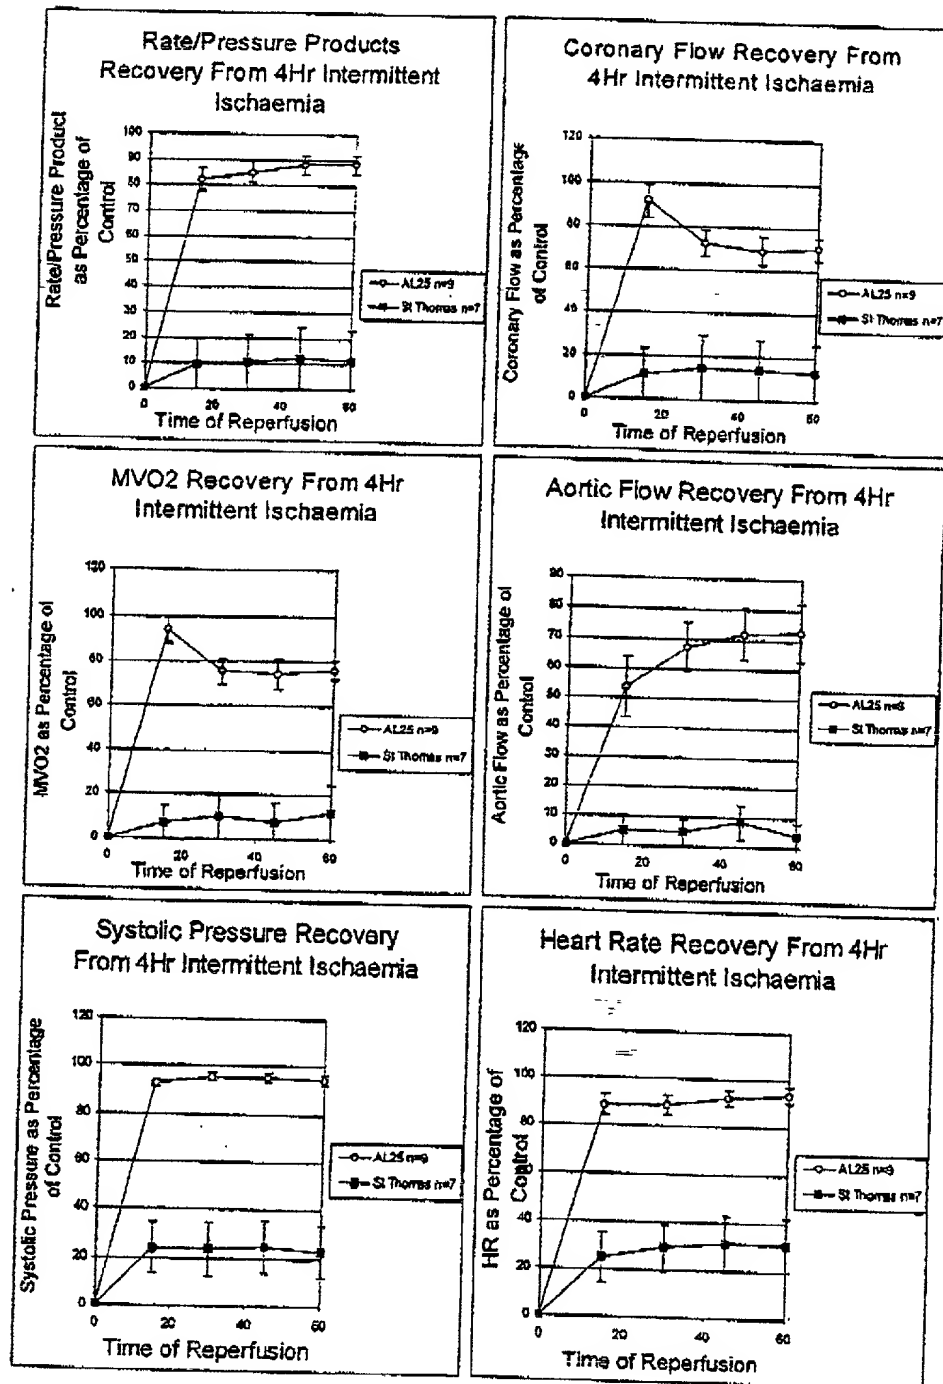 Rate/Pressure Products
Recovery From 4Hr Intermittent
Ischaemia
Rate/Pressure Product
as Percentage of
Control
100
90
80
70
60
50
40
30
20
10
0
0 20 40 60
Time of Reperfusion
AL25 n=9
St Thomas n=7
Coronary Flow Recovery From
4Hr Intermittent Ischaemia
Coronary Flow as Percentage
of Control
120
100
80
60
40
20
0
0 20 40 60
Time of Reperfusion
AL25 n=9
St Thomas n=7
MVO2 Recovery From 4Hr
Intermittent Ischaemia
MVO2 as Percentage of
Control
120
100
80
60
40
20
0
0 20 40 60
Time of Reperfusion
AL25 n=9
St Thomas n=7
Aortic Flow Recovery From 4Hr
Intermittent Ischaemia
Aortic Flow as Percentage of
Control
90
80
70
60
50
40
30
20
10
0
0 20 40 60
Time of Reperfusion
AL25
St Thomas n=7
Systolic Pressure Recovery
From 4Hr Intermittent Ischaemia
Systolic Pressure as Percentage
of Control
120
100
80
60
40
20
0
0 20 40 60
Time of Reperfusion
AL25 n=9
St Thomas n=7
Heart Rate Recovery From 4Hr
Intermittent Ischaemia
HR as Percentage of
Control
120
100
80
60
40
20
0
0 20 40 60
Time of Reperfusion
AL25 n=9
St Thomas n=7